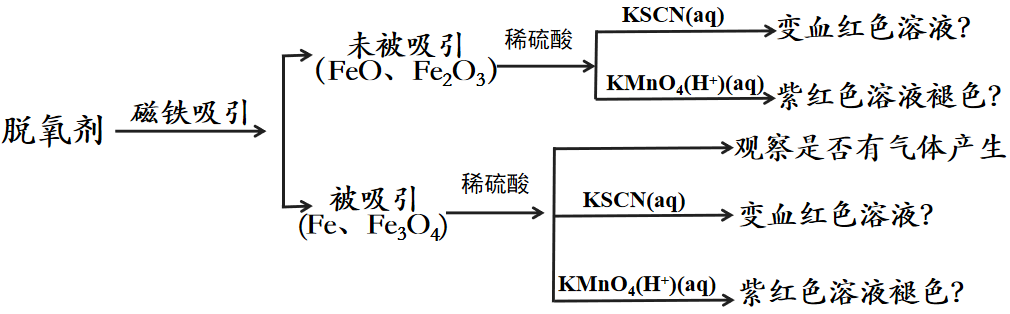 脱氧剂
磁铁吸引
未被吸引
(FeO、Fe₂O₃)
稀硫酸
KSCN(aq)
变血红色溶液?
KMnO₄(H⁺)(aq)
紫红色溶液褪色?
被吸引
(Fe、Fe₃O₄)
稀硫酸
观察是否有气体产生
KSCN(aq)
变血红色溶液?
KMnO₄(H⁺)(aq)
紫红色溶液褪色?